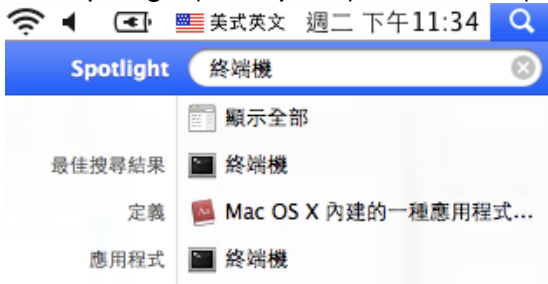 美式英文 週二 下午11:34
Spotlight 終端機
顯示全部
最佳搜尋結果 終端機
定義 Mac OS X 內建的一種應用程式...
應用程式 終端機